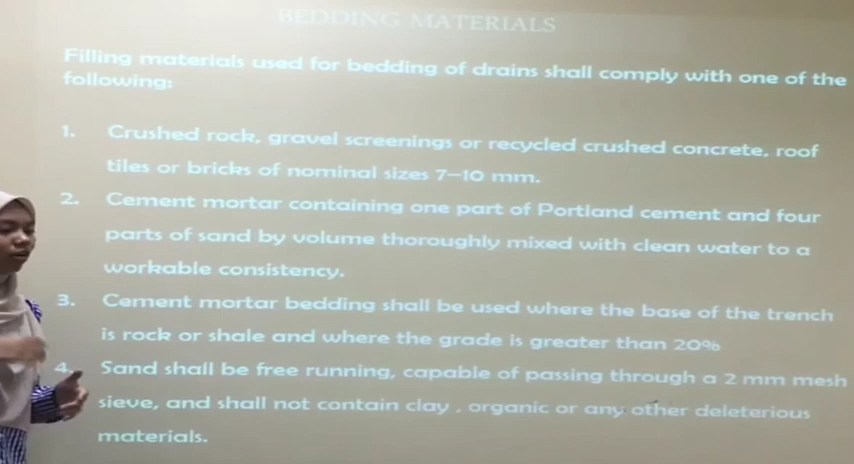 BEDDING MATERIALS
Filling materials used for bedding of drains shall comply with one of the
following:
1. Crushed rock, gravel screenings or recycled crushed concrete, roof
tiles or bricks of nominal sizes 7–10 mm.
2. Cement mortar containing one part of Portland cement and four
parts of sand by volume thoroughly mixed with clean water to a
workable consistency.
3. Cement mortar bedding shall be used where the base of the trench
is rock or shale and where the grade is greater than 20%
4. Sand shall be free running, capable of passing through a 2 mm mesh
sieve, and shall not contain clay , organic or any other deleterious
materials.